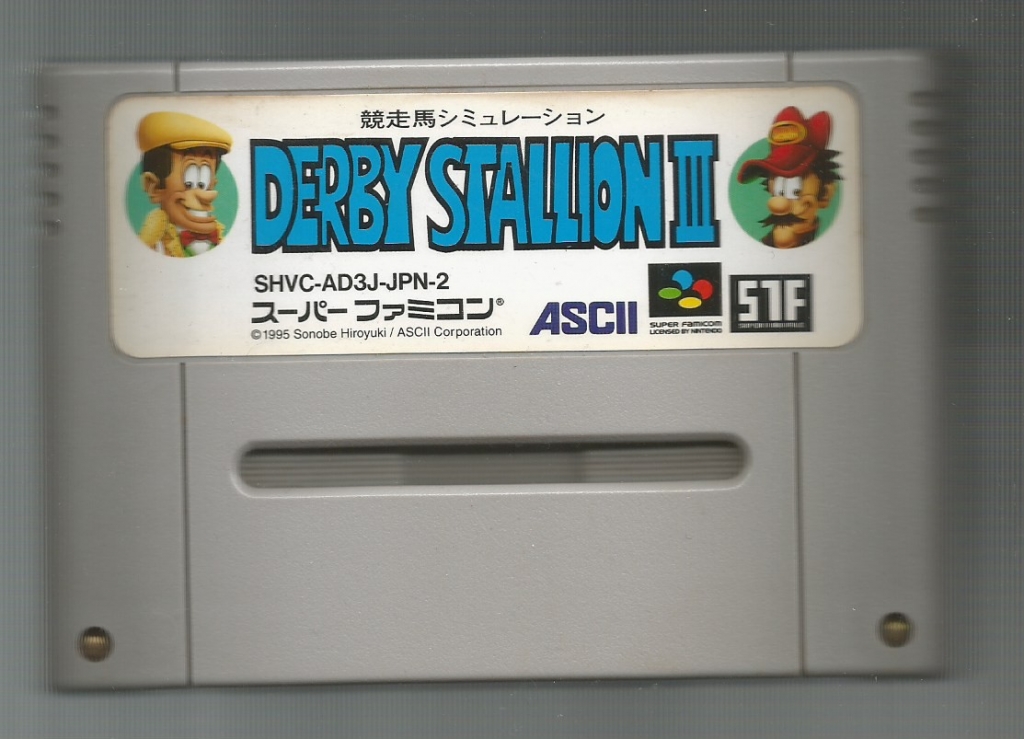 競走馬シミュレーション
DERBY STALLION III
SHVC-AD3J-JPN-2
スーパーファミコン®
©1995 Sonobe Hiroyuki / ASCII Corporation
ASCII
SUPER FAMICOM
LICENSED BY NINTENDO
STF